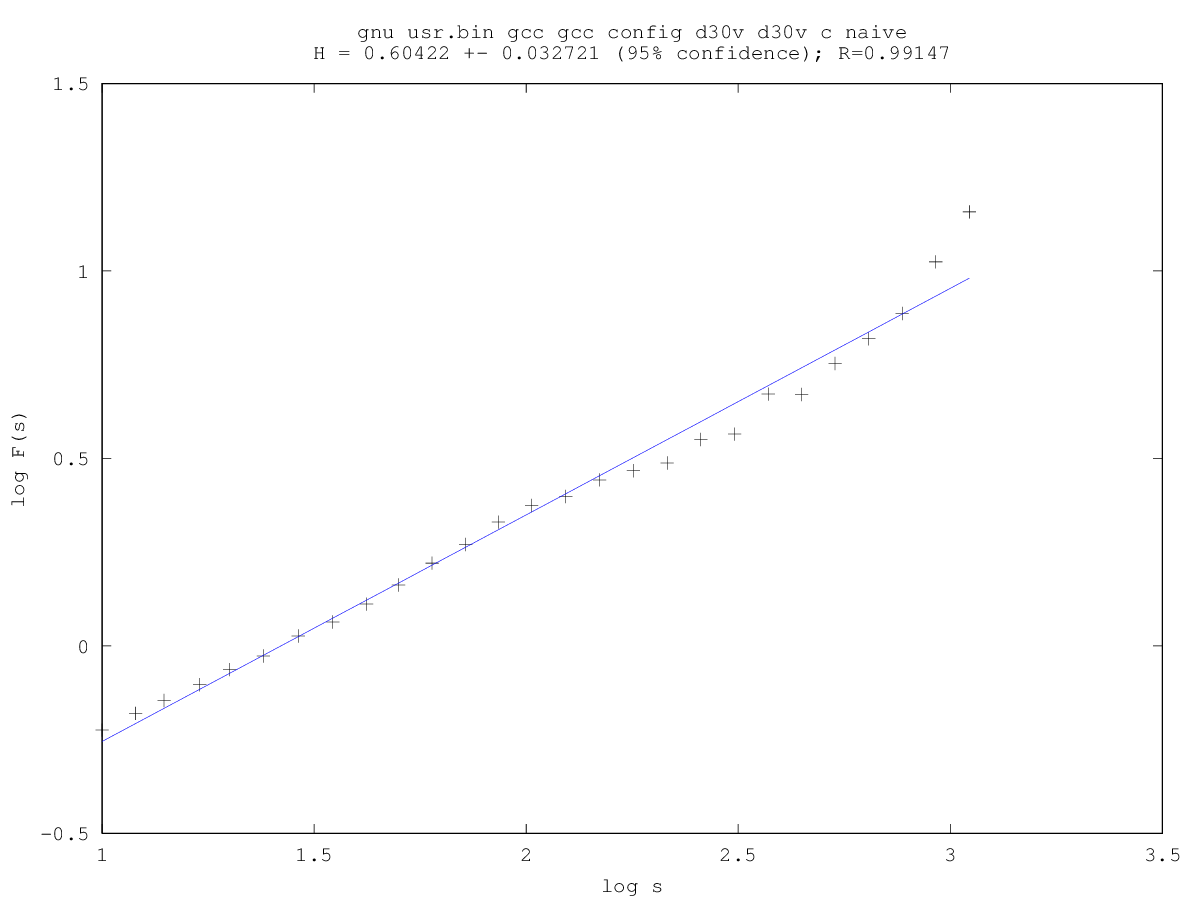 gnu usr.bin gcc gcc config d30v d30v c naive
H = 0.60422 +- 0.032721 (95% confidence); R=0.99147
1.5
1
0.5
0
-0.5
log F(s)
1 1.5 2 2.5 3 3.5
log s